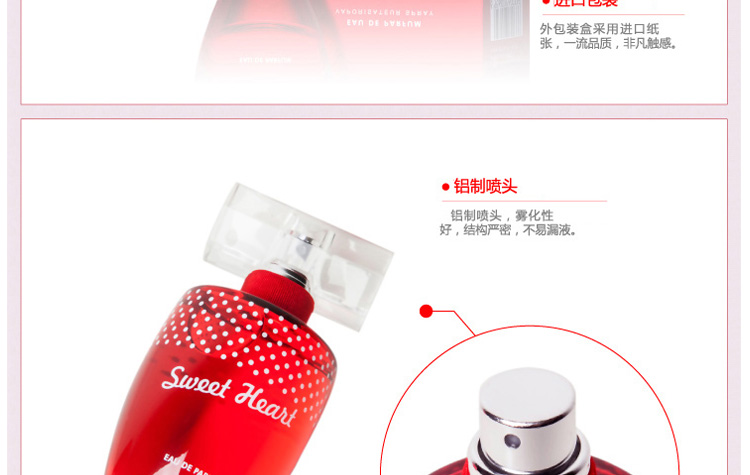 ● 进口包装
外包装盒采用进口纸
张，一流品质，非凡触感。
EAU DE PARFUM
● 铝制喷头
铝制喷头，雾化性
好，结构严密，不易漏液。
Sweet Heart
EAU DE PAR